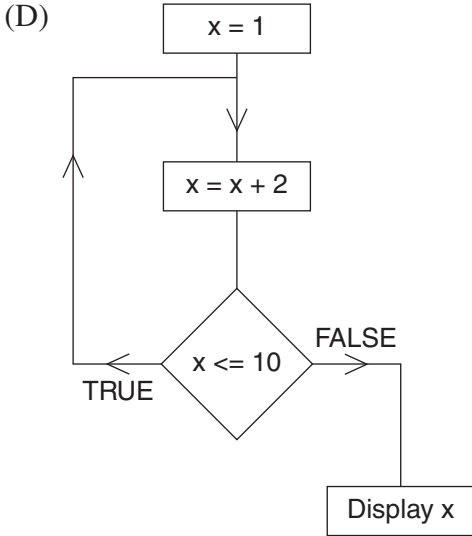 (D)
x = 1
x = x + 2
x <= 10
FALSE
TRUE
Display x